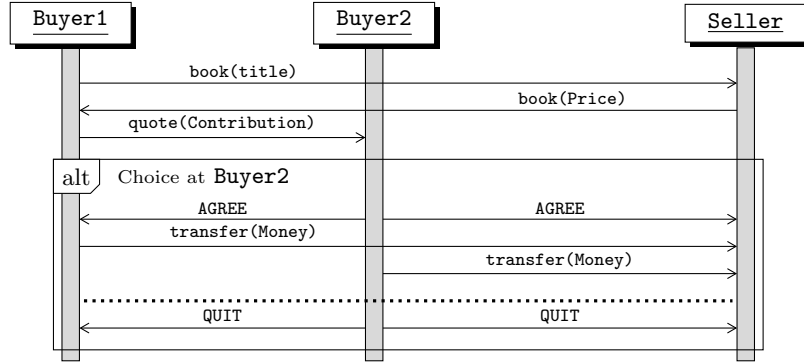 Buyer1 Buyer2 Seller
book(title)
book(Price)
quote(Contribution)
alt Choice at Buyer2
AGREE AGREE
transfer(Money)
transfer(Money)
QUIT QUIT